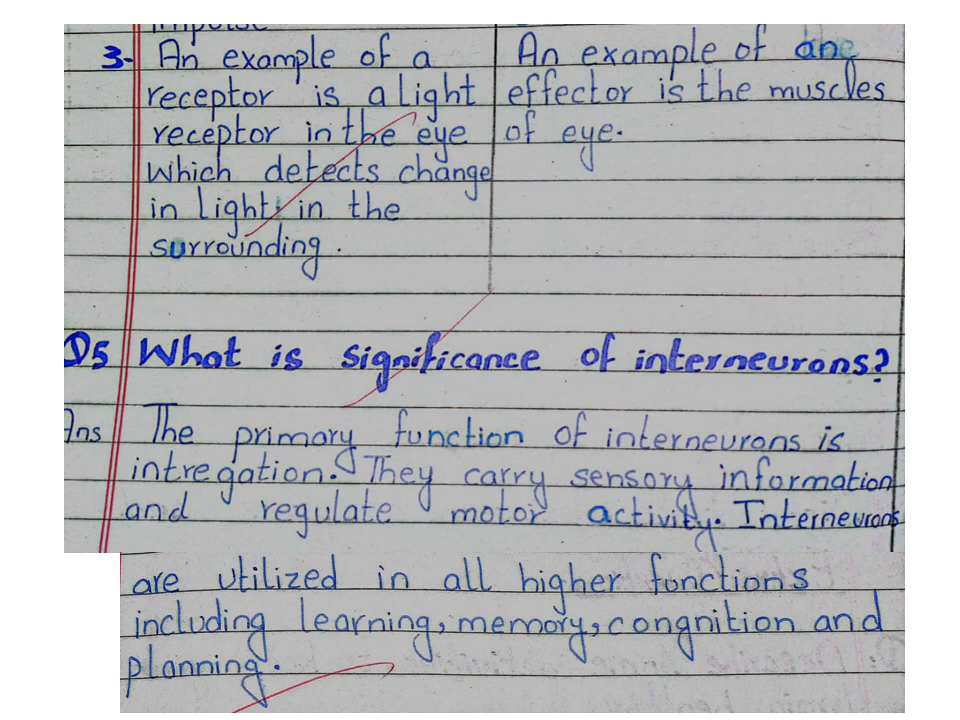 3- An example of a
receptor is a light
receptor in the eye
Which detects change
in light in the
surrounding.
An example of an
effector is the muscles
of eye.
Q5 What is significance of interneurons?
Ans The primary function of interneurons is
intregation. They carry sensory information
and regulate motor activity. Interneurons
are utilized in all higher functions
including learning, memory, congnition and
planning.